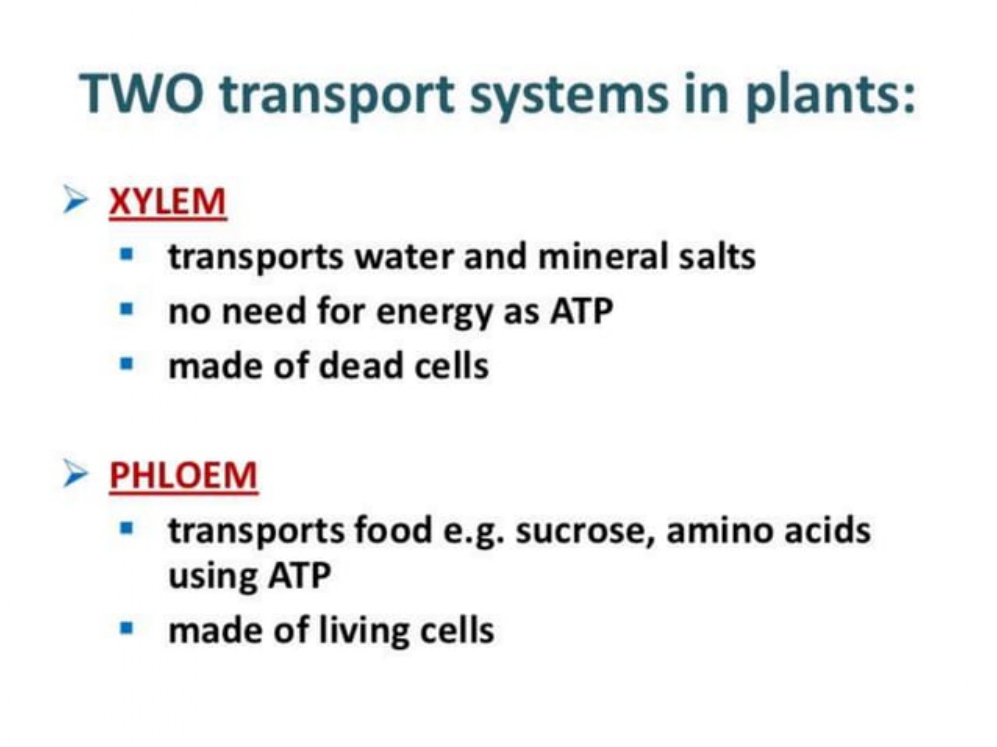 TWO transport systems in plants:
XYLEM
transports water and mineral salts
no need for energy as ATP
made of dead cells
PHLOEM
transports food e.g. sucrose, amino acids
using ATP
made of living cells